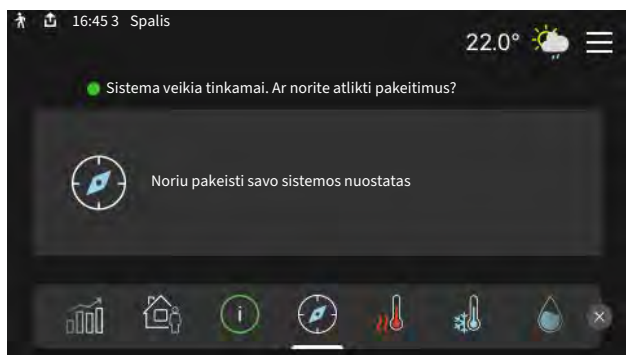 16:45 3 Spalis
22.0°
Sistema veikia tinkamai. Ar norite atlikti pakeitimus?
Noriu pakeisti savo sistemos nuostatas
i